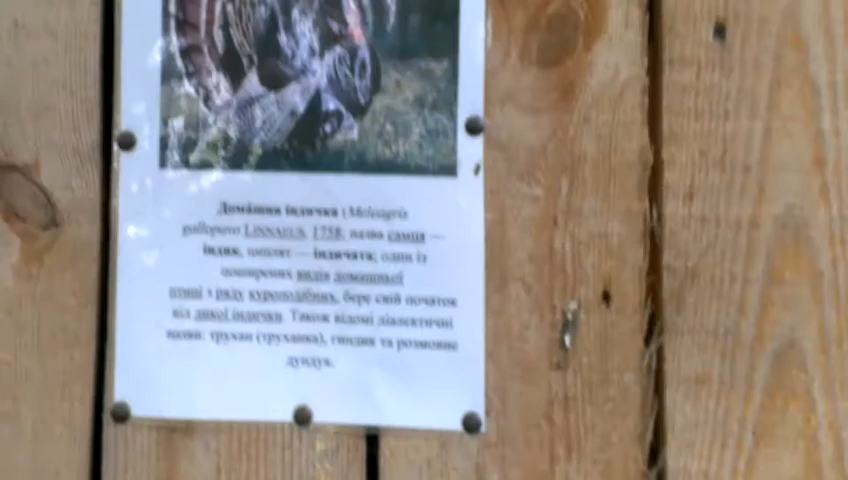 Домашня індичка (Meleagris
gallopavo LINNAEUS, 1758; назва самця —
індик, циплят — індичата; один із
поширених видів домашньої
птиці з ряду куроподібних, бере свій початок
від дикої індички. Також відомі діалектичні
назви: трухан (труханка), гиндик та розмовне
дундук.